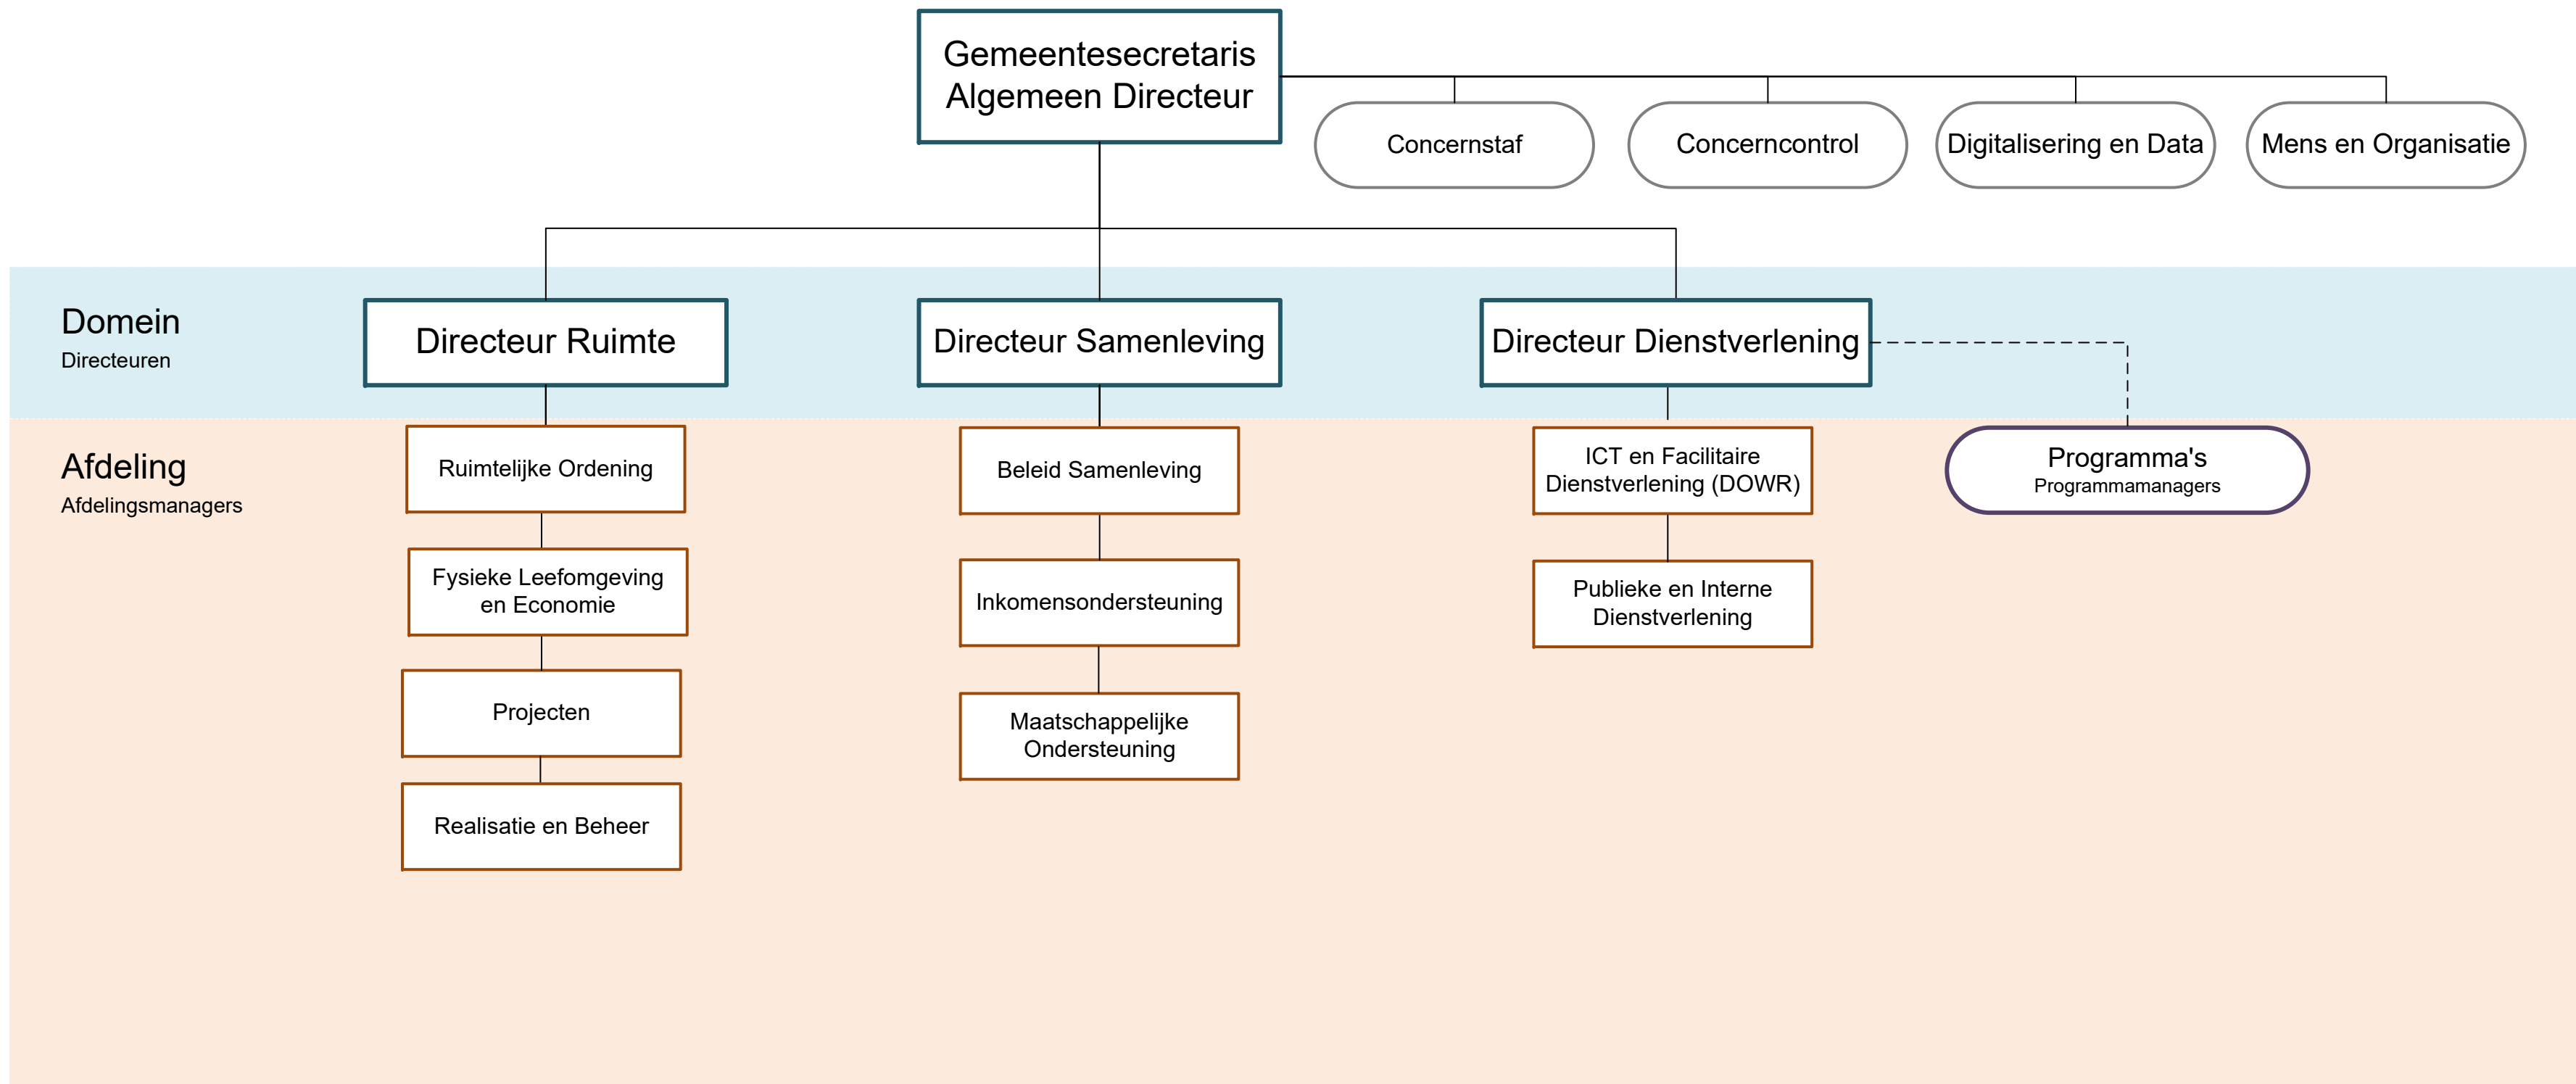 Gemeentesecretaris
Algemeen Directeur
Concernstaf
Concerncontrol
Digitalisering en Data
Mens en Organisatie
Domein
Directeuren
Directeur Ruimte
Directeur Samenleving
Directeur Dienstverlening
Afdeling
Afdelingsmanagers
Ruimtelijke Ordening
Fysieke Leefomgeving
en Economie
Projecten
Realisatie en Beheer
Beleid Samenleving
Inkomensondersteuning
Maatschappelijke
Ondersteuning
ICT en Facilitaire
Dienstverlening (DOWR)
Publieke en Interne
Dienstverlening
Programma's
Programmamanagers